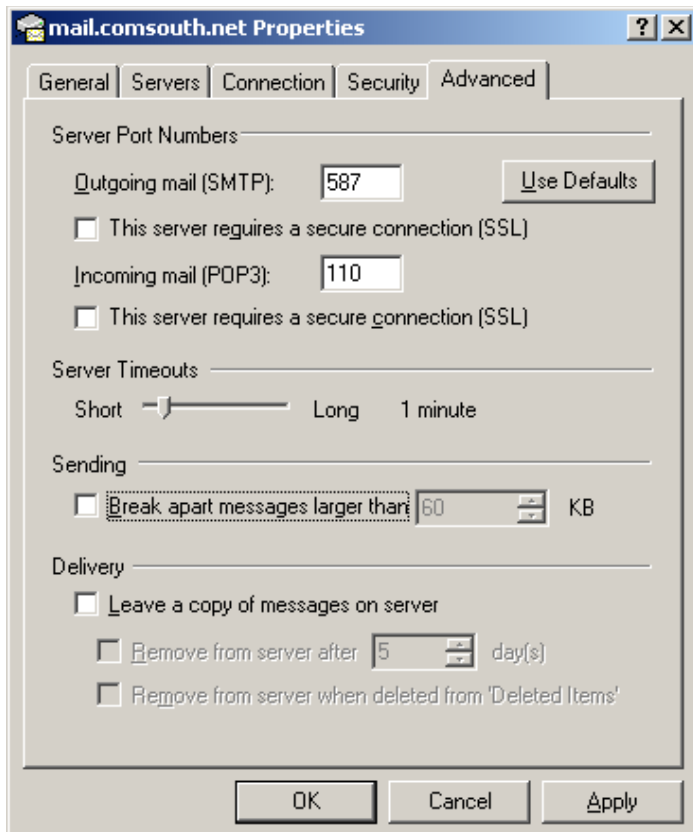 mail.comsouth.net Properties
General Servers Connection Security Advanced
Server Port Numbers
Outgoing mail (SMTP): 587 Use Defaults
This server reguires a secure connection (SSL)
Incoming mail (POP3): 110
This server requires a secure connection (SSL)
Server Timeouts
Short Long 1 minute
Sending
Break apart messages larger than 60 KB
Delivery
Leave a copy of messages on server
Remove from server after 5 day(s)
Remove from server when deleted from 'Deleted Items'
OK Cancel Apply